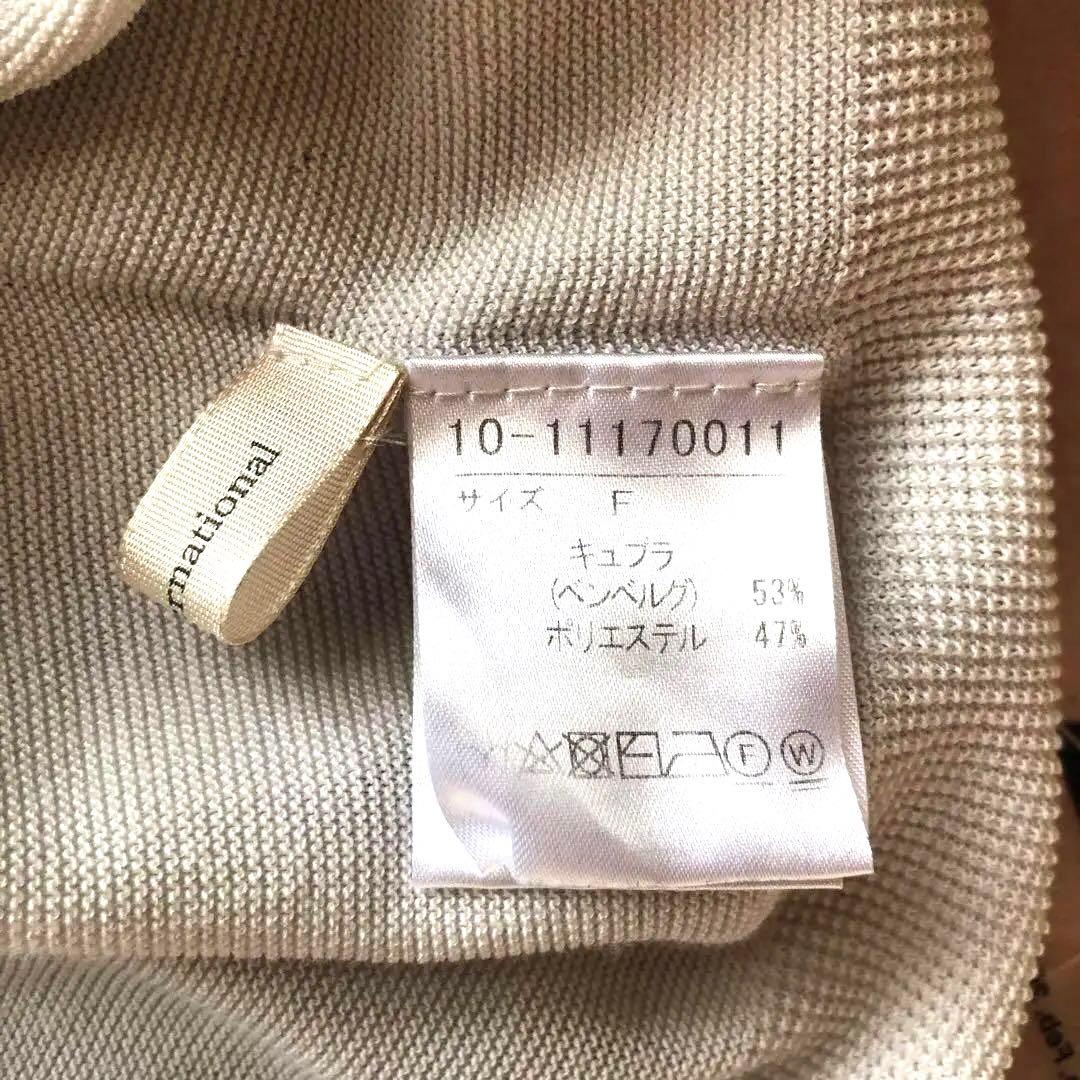 rnational
10-11170011
サイズ F
キュプラ
(ベンベルグ) 53%
ポリエステル 47%
F W